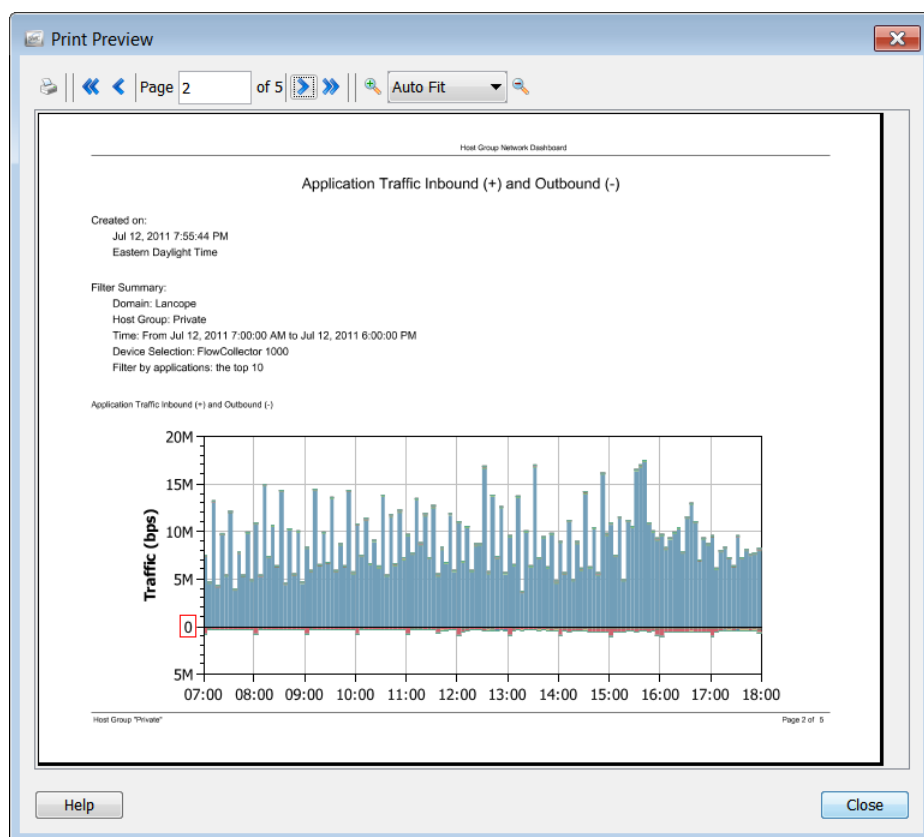 Print Preview
Page 2 of 5 Auto Fit
Host Group Network Dashboard
Application Traffic Inbound (+) and Outbound (-)
Created on:
Jul 12, 2011 7:55:44 PM
Eastern Daylight Time
Filter Summary:
Domain: Lancope
Host Group: Private
Time: From Jul 12, 2011 7:00:00 AM to Jul 12, 2011 6:00:00 PM
Device Selection: FlowCollector 1000
Filter by applications: the top 10
Application Traffic Inbound (+) and Outbound (-)
20M
15M
10M
5M
0
5M
Traffic (bps)
07:00 08:00 09:00 10:00 11:00 12:00 13:00 14:00 15:00 16:00 17:00 18:00
Host Group "Private" Page 2 of 5
Help Close